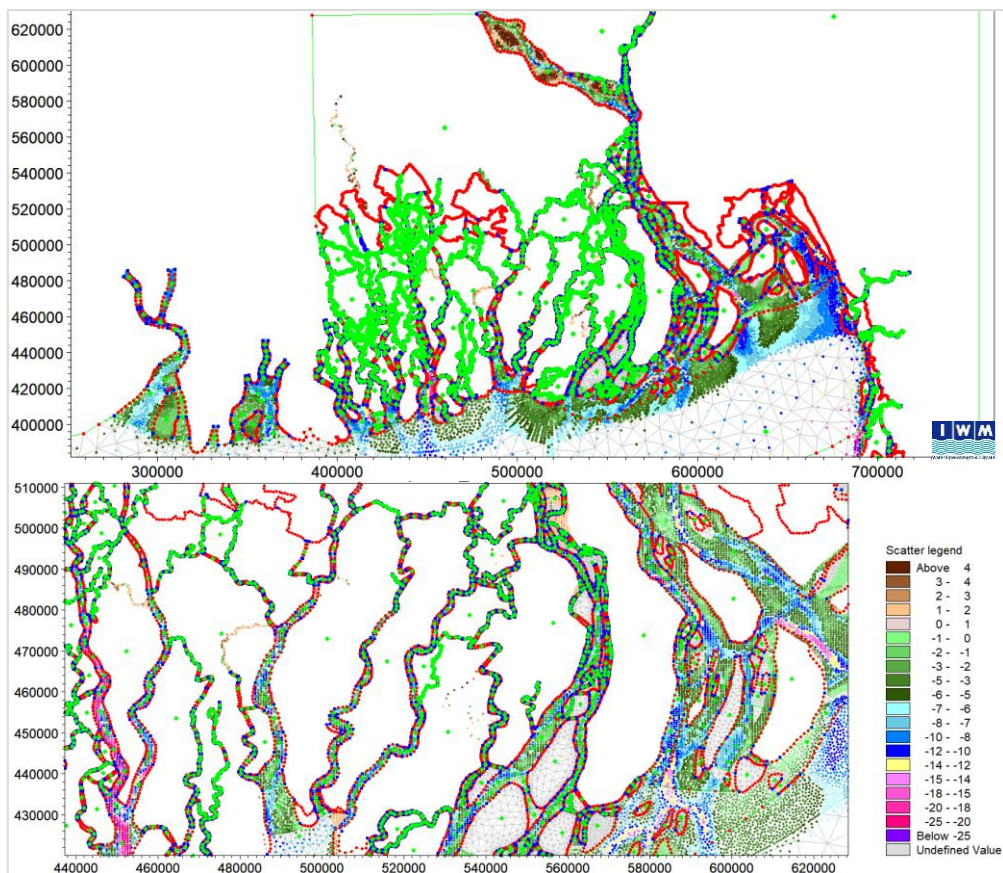 620000
600000
580000
560000
540000
520000
500000
480000
460000
440000
420000
400000
300000 400000 500000 600000 700000
IWM
510000
500000
490000
480000
470000
460000
450000
440000
430000
440000 460000 480000 500000 520000 540000 560000 580000 600000 620000
Scatter legend
Above 4
3 - 4
2 - 3
1 - 2
0 - 1
-1 - 0
-2 - -1
-3 - -2
-5 - -3
-6 - -5
-7 - -6
-8 - -7
-10 - -8
-12 - -10
-14 - -12
-15 - -14
-18 - -15
-20 - -18
-25 - -20
Below -25
Undefined Value